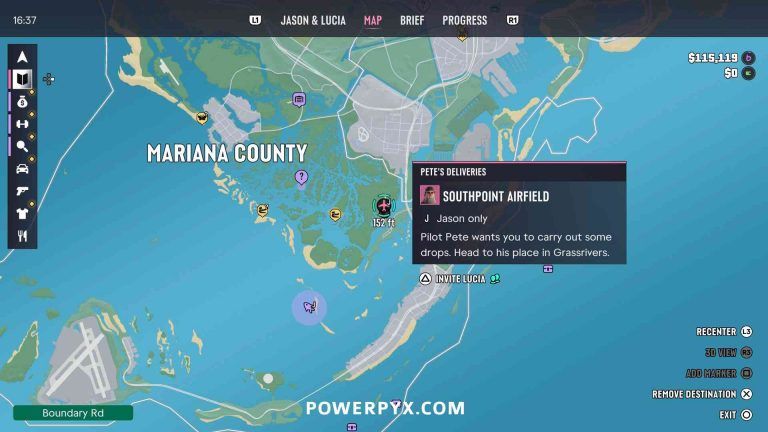 16:37
L1 JASON & LUCIA MAP BRIEF PROGRESS R1
$115,119
$0
MARIANA COUNTY
PETE'S DELIVERIES
SOUTHPOINT AIRFIELD
J Jason only
Pilot Pete wants you to carry out some
drops. Head to his place in Grassrivers.
152 ft
INVITE LUCIA
RECENTER L3
3D VIEW R3
ADD MARKER
REMOVE DESTINATION
EXIT
Boundary Rd
POWERPYX.COM